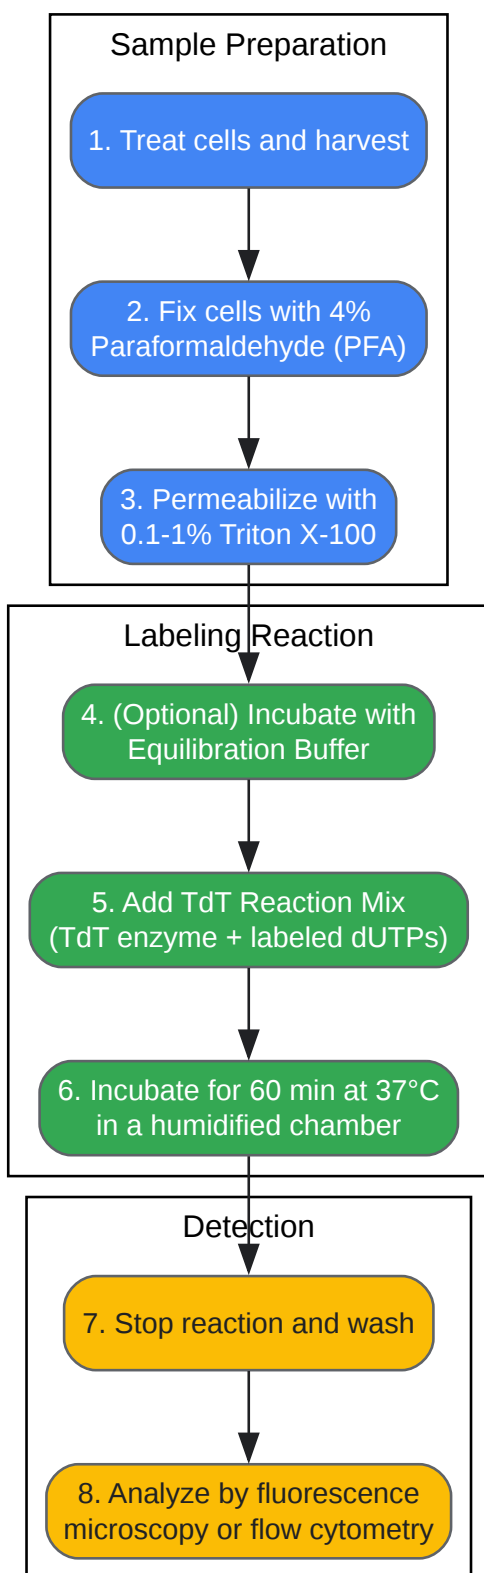 Sample Preparation
1. Treat cells and harvest
2. Fix cells with 4%
Paraformaldehyde (PFA)
3. Permeabilize with
0.1-1% Triton X-100
Labeling Reaction
4. (Optional) Incubate with
Equilibration Buffer
5. Add TdT Reaction Mix
(TdT enzyme + labeled dUTPs)
6. Incubate for 60 min at 37°C
in a humidified chamber
Detection
7. Stop reaction and wash
8. Analyze by fluorescence
microscopy or flow cytometry